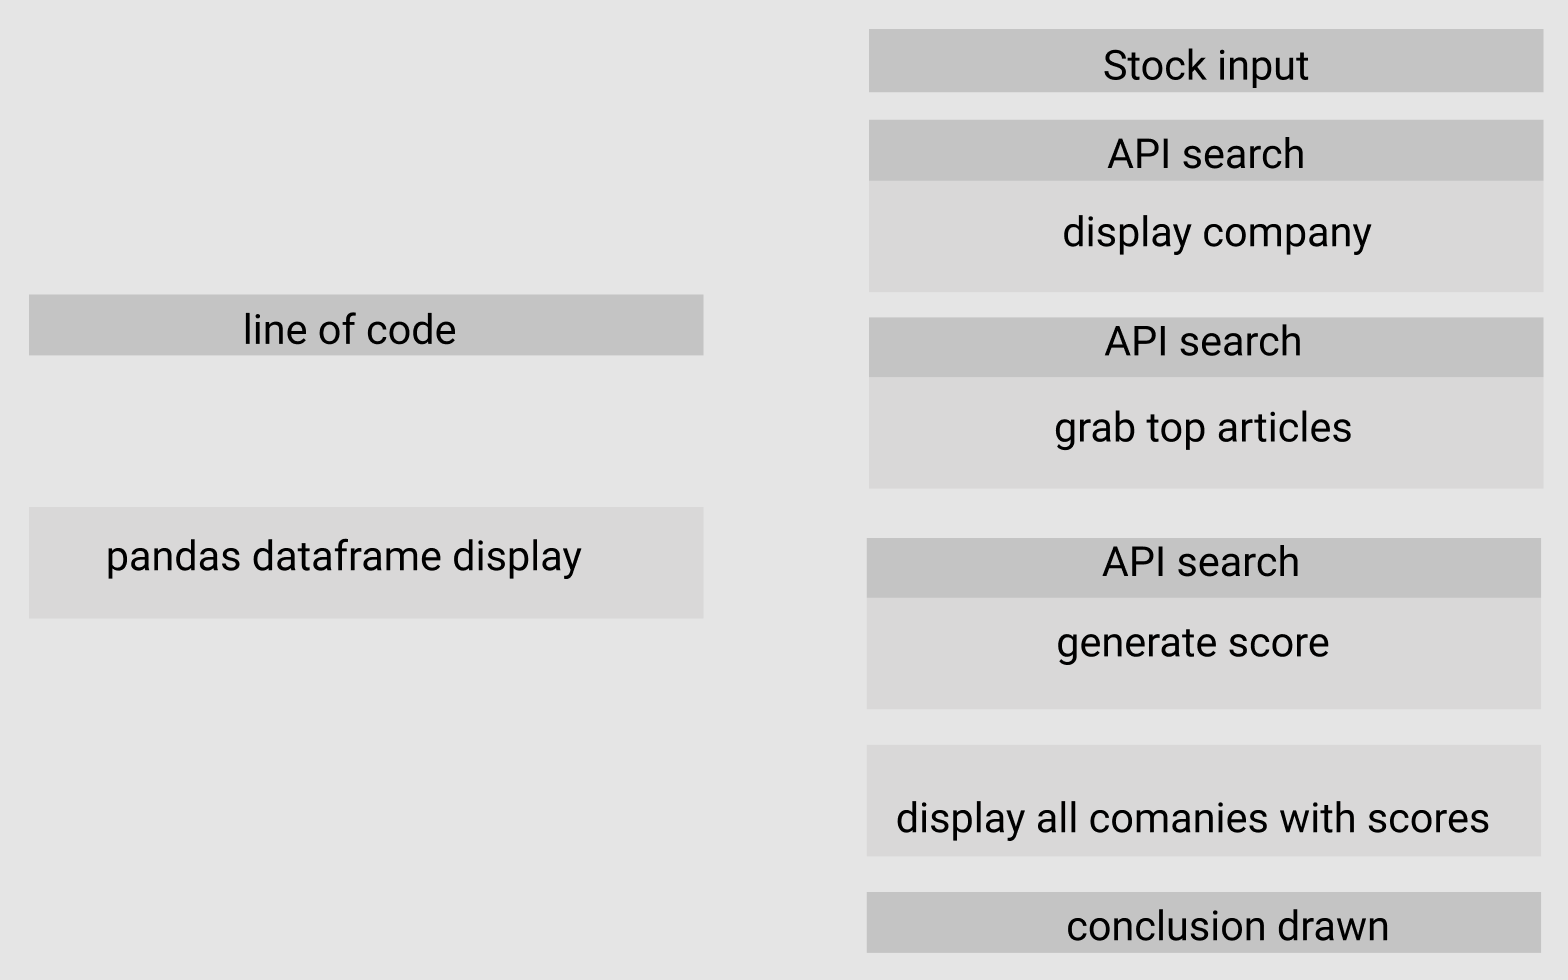 line of code
pandas dataframe display
Stock input
API search
display company
API search
grab top articles
API search
generate score
display all comanies with scores
conclusion drawn